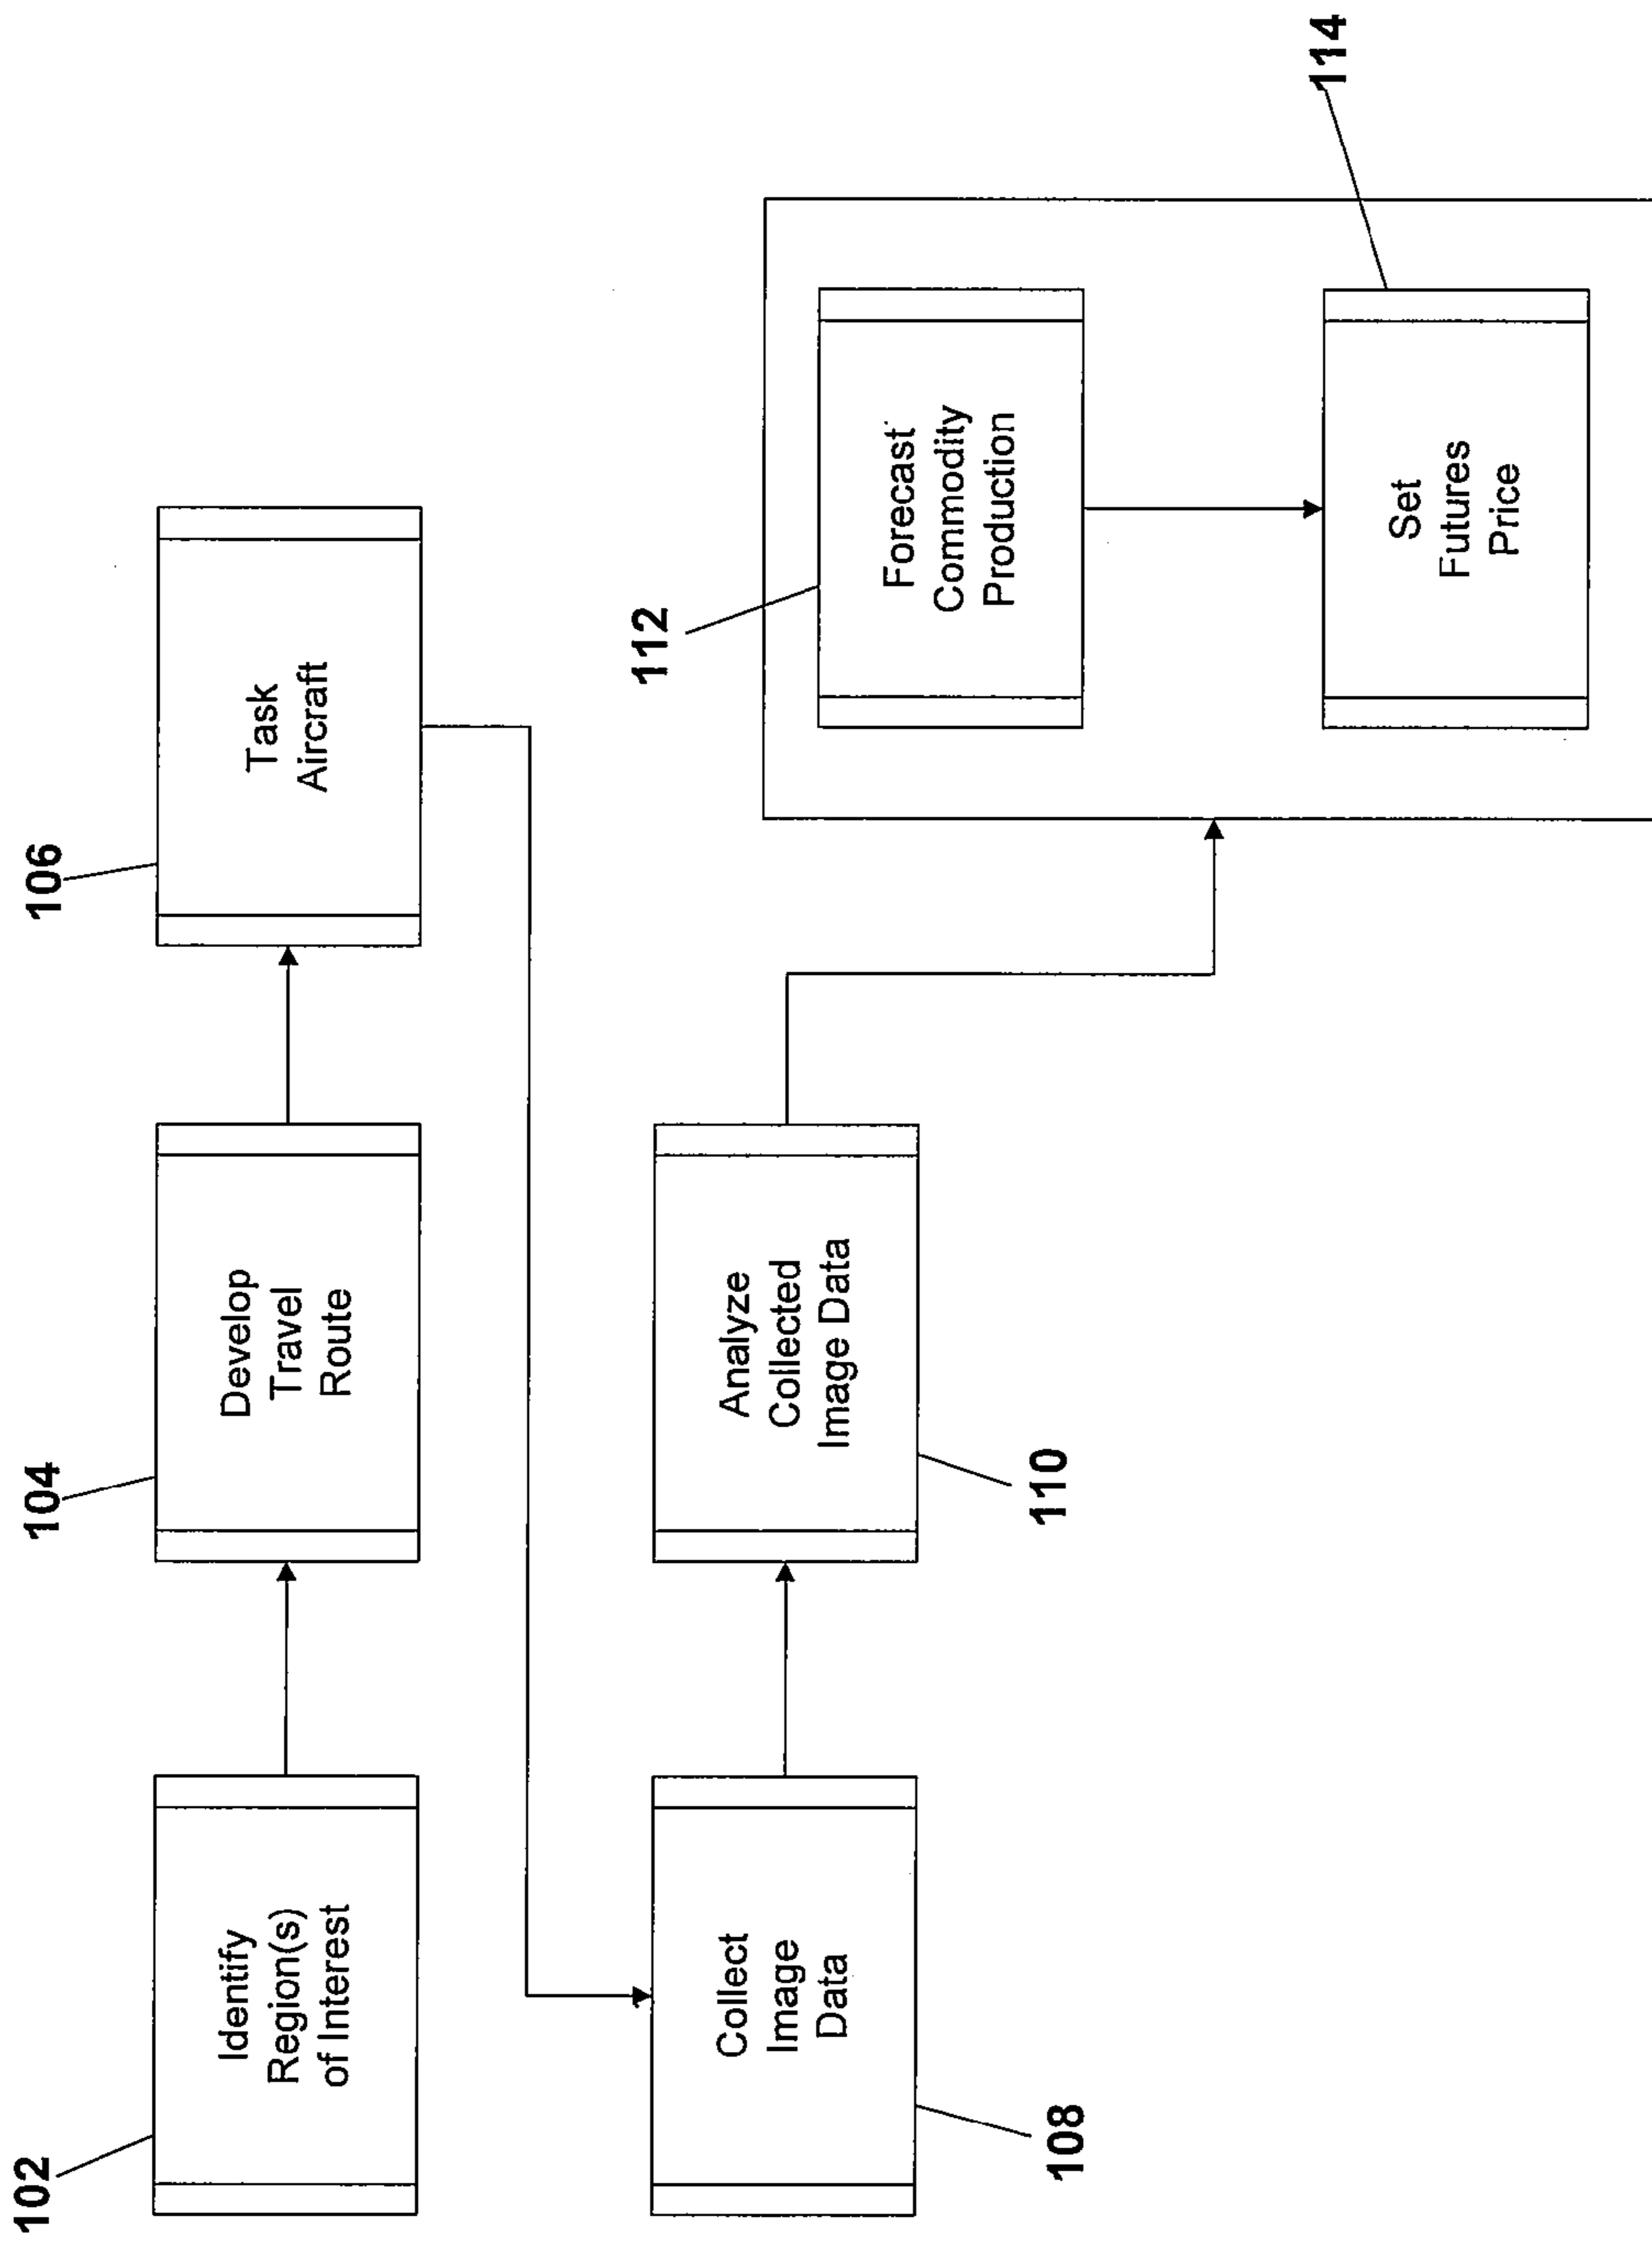 102
Identify
Region(s)
of Interest
104
Develop
Travel
Route
106
Task
Aircraft
108
Collect
Image
Data
110
Analyze
Collected
Image Data
112
Forecast
Commodity
Production
114
Set
Futures
Price